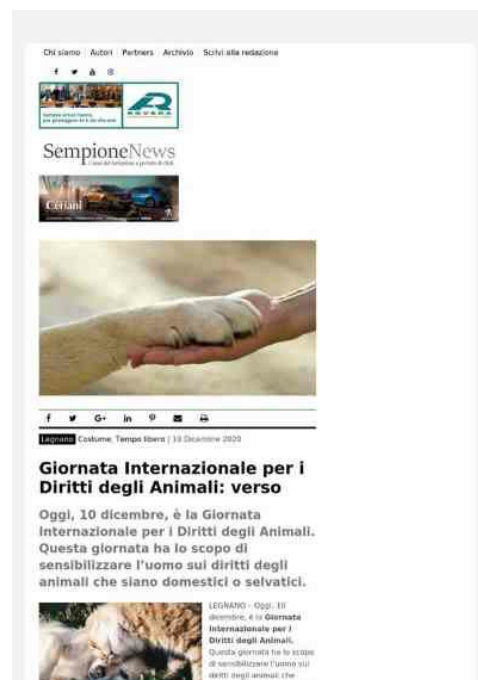 Chi siamo Autori Partners Archivio Scrivi alla redazione
ROVEDA
SempioneNews
Ceriani
G+ in
Legnano Costume, Tempo libero | 10 Dicembre 2020
Giornata Internazionale per i
Diritti degli Animali: verso
Oggi, 10 dicembre, è la Giornata
Internazionale per i Diritti degli Animali.
Questa giornata ha lo scopo di
sensibilizzare l'uomo sui diritti degli
animali che siano domestici o selvatici.
LEGNANO – Oggi, 10
dicembre, è la Giornata
Internazionale per i
Diritti degli Animali.
Questa giornata ha lo scopo
di sensibilizzare l'uomo sui
diritti degli animali che